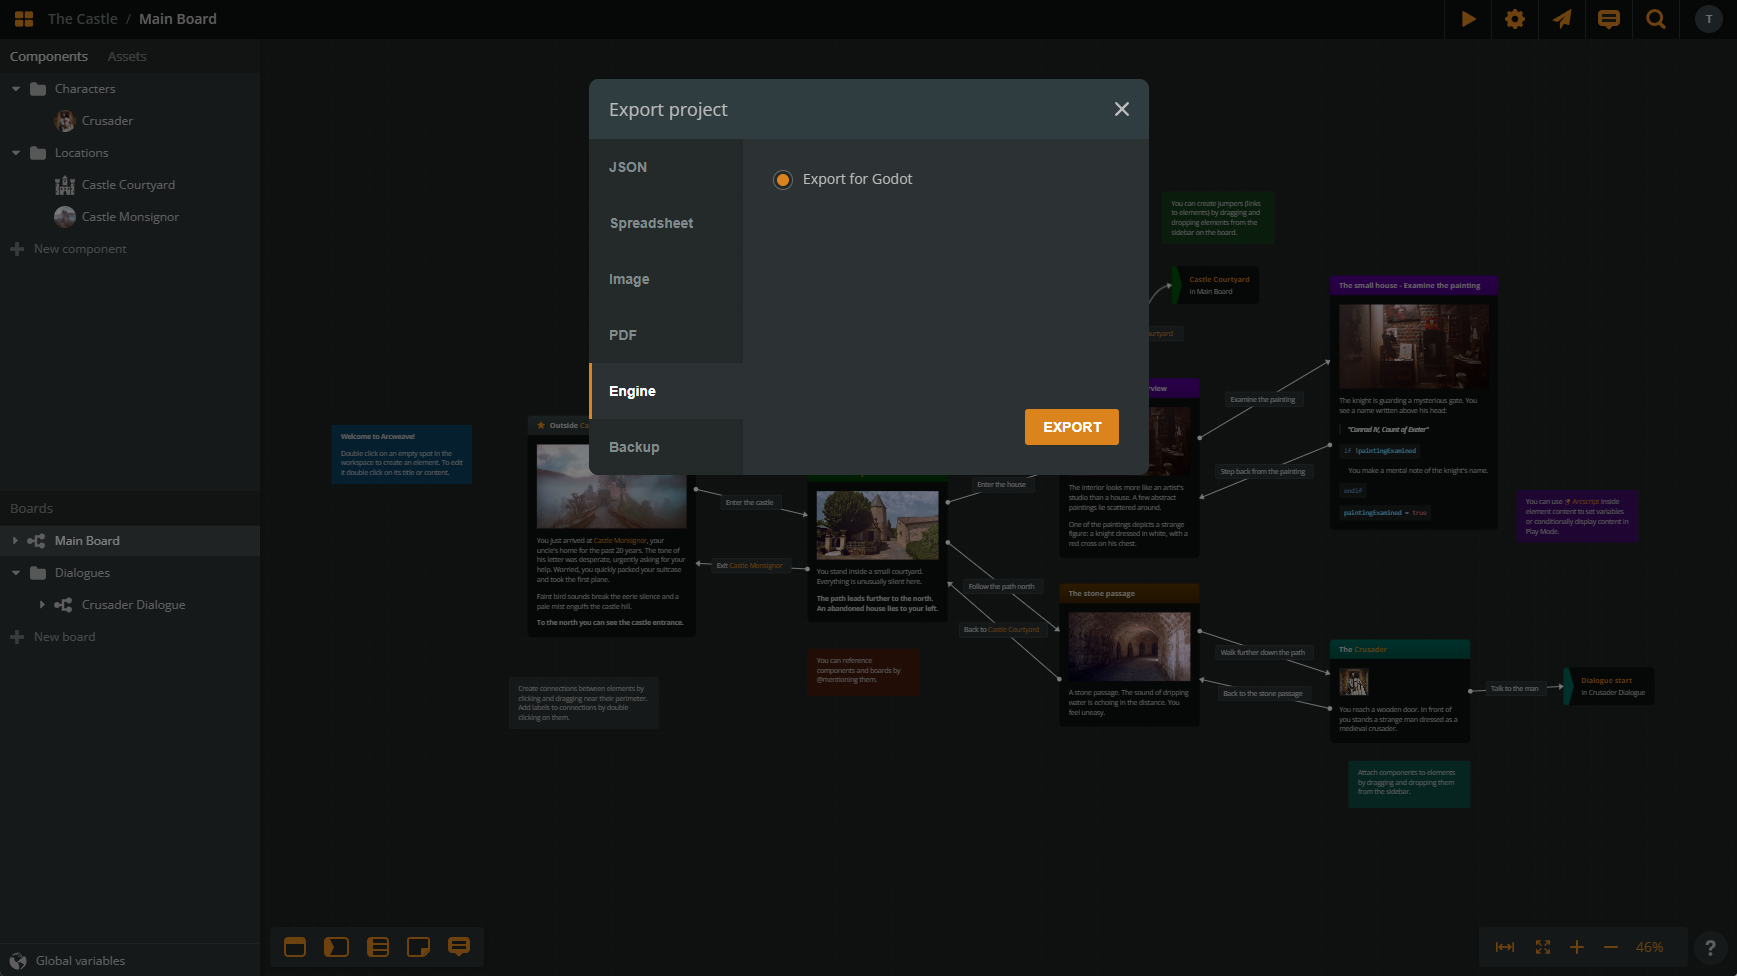 The Castle / Main Board
T
Components Assets
Characters
Crusader
Locations
Castle Courtyard
Castle Monsignor
New component
Boards
Main Board
Dialogues
Crusader Dialogue
New board
Global variables
Export project
JSON
Spreadsheet
Image
PDF
Engine
Backup
Export for Godot
EXPORT
You can create jumpers (links
to elements) by dragging and
dropping elements from the
sidebar on the board.
Castle Courtyard
in Main Board
The small house - Examine the painting
The knight is guarding a mysterious gate. You
see a name written above his head:
"Conrad IV, Count of Exeter"
if !paintingExamined
You make a mental note of the knight's name.
endif
paintingExamined = true
You can use Arcscript inside
element content to set variables
or conditionally display content in
Play Mode.
Examine the painting
Step back from the painting
Welcome to Arcweave!
Double click on an empty spot in the
workspace to create an element. To edit
it double click on its title or content.
Outside
You just arrived at Castle Monsignor, your
uncle's home for the past 20 years. The tone of
his letter was desperate, urgently asking for your
help. Worried, you quickly packed your suitcase
and took the first plane.
Faint bird sounds break the eerie silence and a
pale mist engulfs the castle hill.
To the north you can see the castle entrance.
Enter the castle
Exit Castle Monsignor
You stand inside a small courtyard.
Everything is unusually silent here.
The path leads further to the north.
An abandoned house lies to your left.
Enter the house
The interior looks more like an artist's
studio than a house. A few abstract
paintings lie scattered around.
One of the paintings depicts a strange
figure: a knight dressed in white, with a
red cross on his chest.
Follow the path north
Back to Castle Courtyard
The stone passage
A stone passage. The sound of dripping
water is echoing in the distance. You
feel uneasy.
Walk further down the path
Back to the stone passage
The Crusader
You reach a wooden door. In front of
you stands a strange man dressed as a
medieval crusader.
Talk to the man
Dialogue start
in Crusader Dialogue
You can reference
components and boards by
@mentioning them.
Create connections between elements by
clicking and dragging near their perimeter.
Add labels to connections by double
clicking on them.
Attach components to elements
by dragging and dropping them
from the sidebar.
46%
?